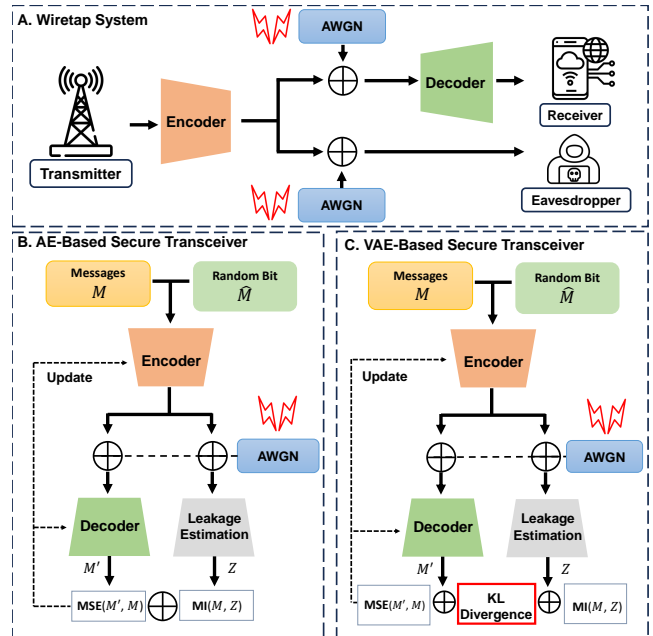 A. Wiretap System
AWGN
Encoder
Decoder
Transmitter
Receiver
AWGN
Eavesdropper
B. AE-Based Secure Transceiver
Messages
M
Random Bit
M̂
Encoder
Update
AWGN
Decoder
Leakage
Estimation
M′
Z
MSE(M′, M)
MI(M, Z)
C. VAE-Based Secure Transceiver
Messages
M
Random Bit
M̂
Encoder
Update
AWGN
Decoder
Leakage
Estimation
M′
Z
MSE(M′, M)
KL
Divergence
MI(M, Z)